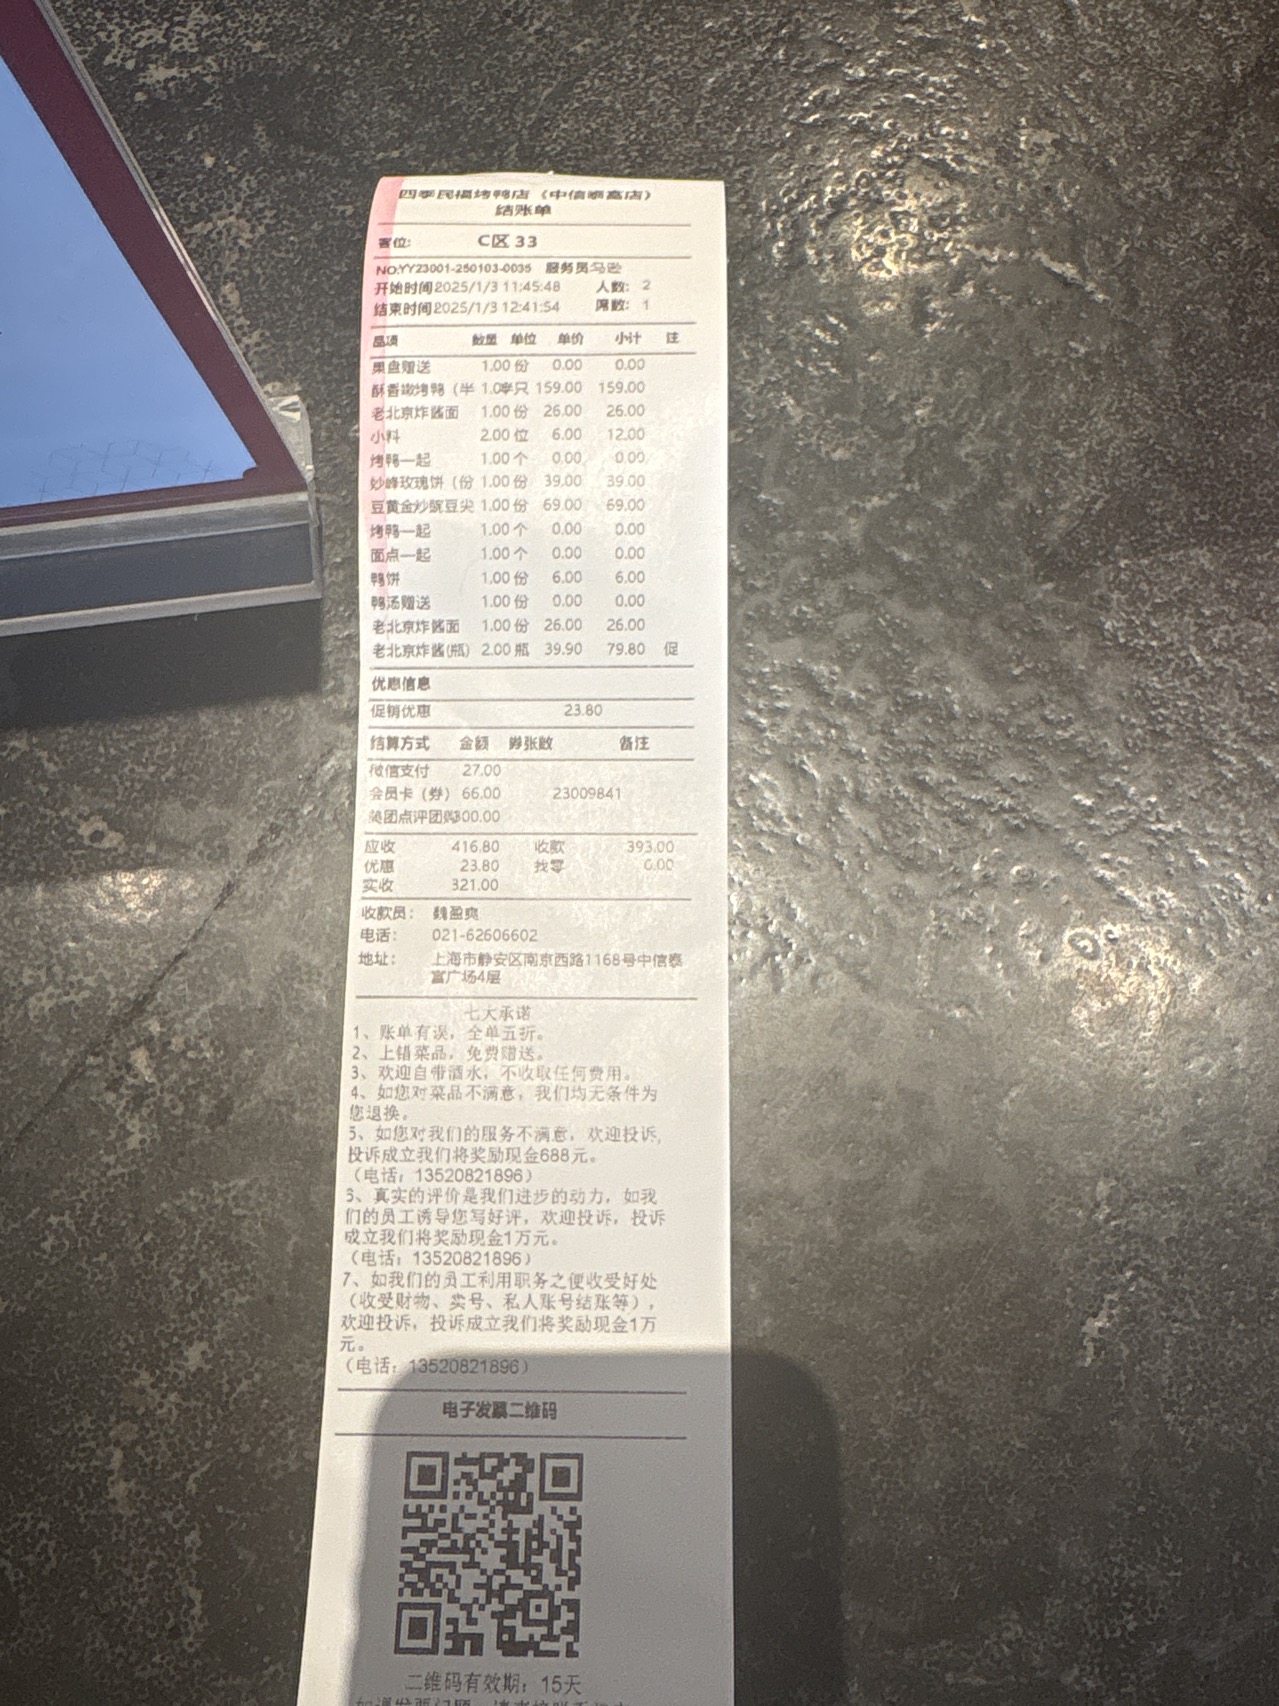 四季民福烤鸭店（中信泰富店）
结账单
客位: C区 33
NO:YY23001-250103-0035 服务员马
开始时间2025/1/3 11:45:48 人数: 2
结束时间2025/1/3 12:41:54 席数: 1
品项 数量 单位 单价 小计 注
果盘赠送 1.00 份 0.00 0.00
酥香嫩烤鸭（半 1.00半只 159.00 159.00
老北京炸酱面 1.00 份 26.00 26.00
小料 2.00 位 6.00 12.00
烤鸭一起 1.00 个 0.00 0.00
妙峰玫瑰饼（份 1.00 份 39.00 39.00
豆黄金炒豌豆尖 1.00 份 69.00 69.00
烤鸭一起 1.00 个 0.00 0.00
面点一起 1.00 个 0.00 0.00
鸭饼 1.00 份 6.00 6.00
鸭汤赠送 1.00 份 0.00 0.00
老北京炸酱面 1.00 份 26.00 26.00
老北京炸酱(瓶) 2.00 瓶 39.90 79.80 促
优惠信息
促销优惠 23.80
结算方式 金额 券张数 备注
微信支付 27.00
会员卡（券） 66.00 23009841
美团点评团购300.00
应收 416.80 收款 393.00
优惠 23.80 找零 0.00
实收 321.00
收款员: 魏盈爽
电话: 021-62606602
地址: 上海市静安区南京西路1168号中信泰
富广场4层
七大承诺
1、账单有误，全单五折。
2、上错菜品，免费赠送。
3、欢迎自带酒水，不收取任何费用。
4、如您对菜品不满意，我们均无条件为
您退换。
5、如您对我们的服务不满意，欢迎投诉，
投诉成立我们将奖励现金688元。
（电话：13520821896）
6、真实的评价是我们进步的动力，如我
们的员工诱导您写好评，欢迎投诉，投诉
成立我们将奖励现金1万元。
（电话：13520821896）
7、如我们的员工利用职务之便收受好处
（收受财物、卖号、私人账号结账等），
欢迎投诉，投诉成立我们将奖励现金1万
元。
（电话：13520821896）
电子发票二维码
二维码有效期：15天